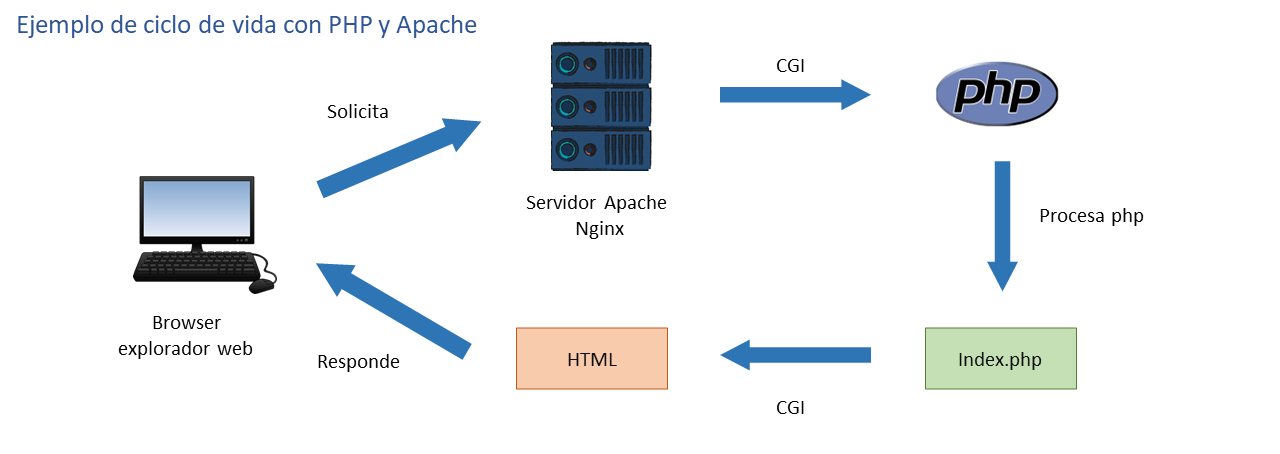 Ejemplo de ciclo de vida con PHP y Apache
CGI
php
Solicita
Servidor Apache
Nginx
Procesa php
Browser
explorador web
Responde
HTML
Index.php
CGI